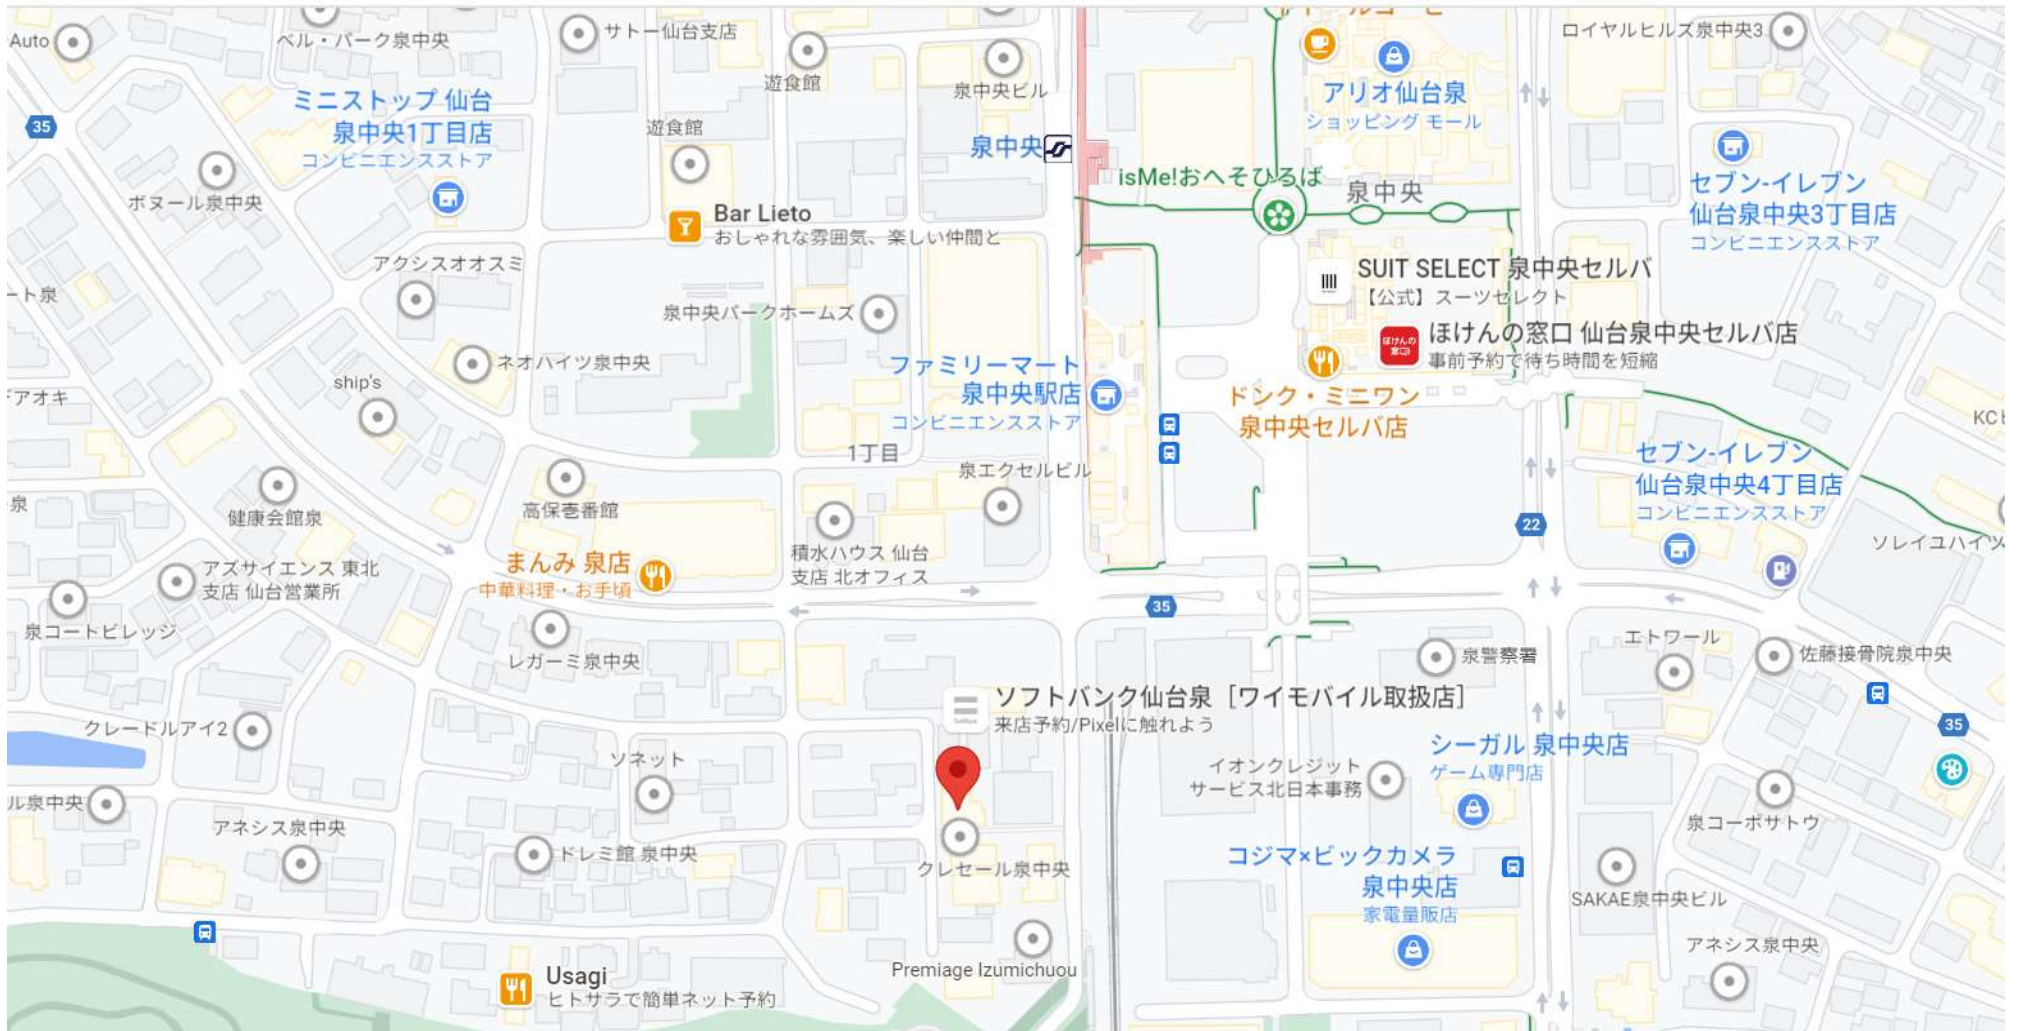 Auto
ベル・パーク泉中央
サトー仙台支店
遊食館
泉中央ビル
アリオ仙台泉
ショッピング モール
ロイヤルヒルズ泉中央3
ミニストップ 仙台
泉中央1丁目店
コンビニエンスストア
35
遊食館
泉中央
isMe!おへそひろば
泉中央
セブン-イレブン
仙台泉中央3丁目店
コンビニエンスストア
ボヌール泉中央
Bar Lieto
おしゃれな雰囲気、楽しい仲間と
アクシスオオスミ
ート泉
泉中央パークホームズ
SUIT SELECT 泉中央セルバ
【公式】スーツセレクト
ほけんの
窓口
ほけんの窓口 仙台泉中央セルバ店
事前予約で待ち時間を短縮
ネオハイツ泉中央
ship's
ドアオキ
ファミリーマート
泉中央駅店
コンビニエンスストア
ドンク・ミニワン
泉中央セルバ店
KCビ
1丁目
泉エクセルビル
セブン-イレブン
仙台泉中央4丁目店
コンビニエンスストア
泉
健康会館泉
高保壱番館
22
ソレイユハイツ
まんみ 泉店
中華料理・お手頃
積水ハウス 仙台
支店 北オフィス
アズサイエンス 東北
支店 仙台営業所
35
泉コートビレッジ
レガーミ泉中央
泉警察署
エトワール
佐藤接骨院泉中央
ソフトバンク仙台泉［ワイモバイル取扱店］
来店予約/Pixelに触れよう
SoftBank
クレードルアイ2
ソネット
イオンクレジット
サービス北日本事務
シーガル 泉中央店
ゲーム専門店
35
ル泉中央
アネシス泉中央
ドレミ館 泉中央
クレセール泉中央
コジマ×ビックカメラ
泉中央店
家電量販店
泉コーポサトウ
SAKAE泉中央ビル
アネシス泉中央
Premiage Izumichuou
Usagi
ヒトサラで簡単ネット予約